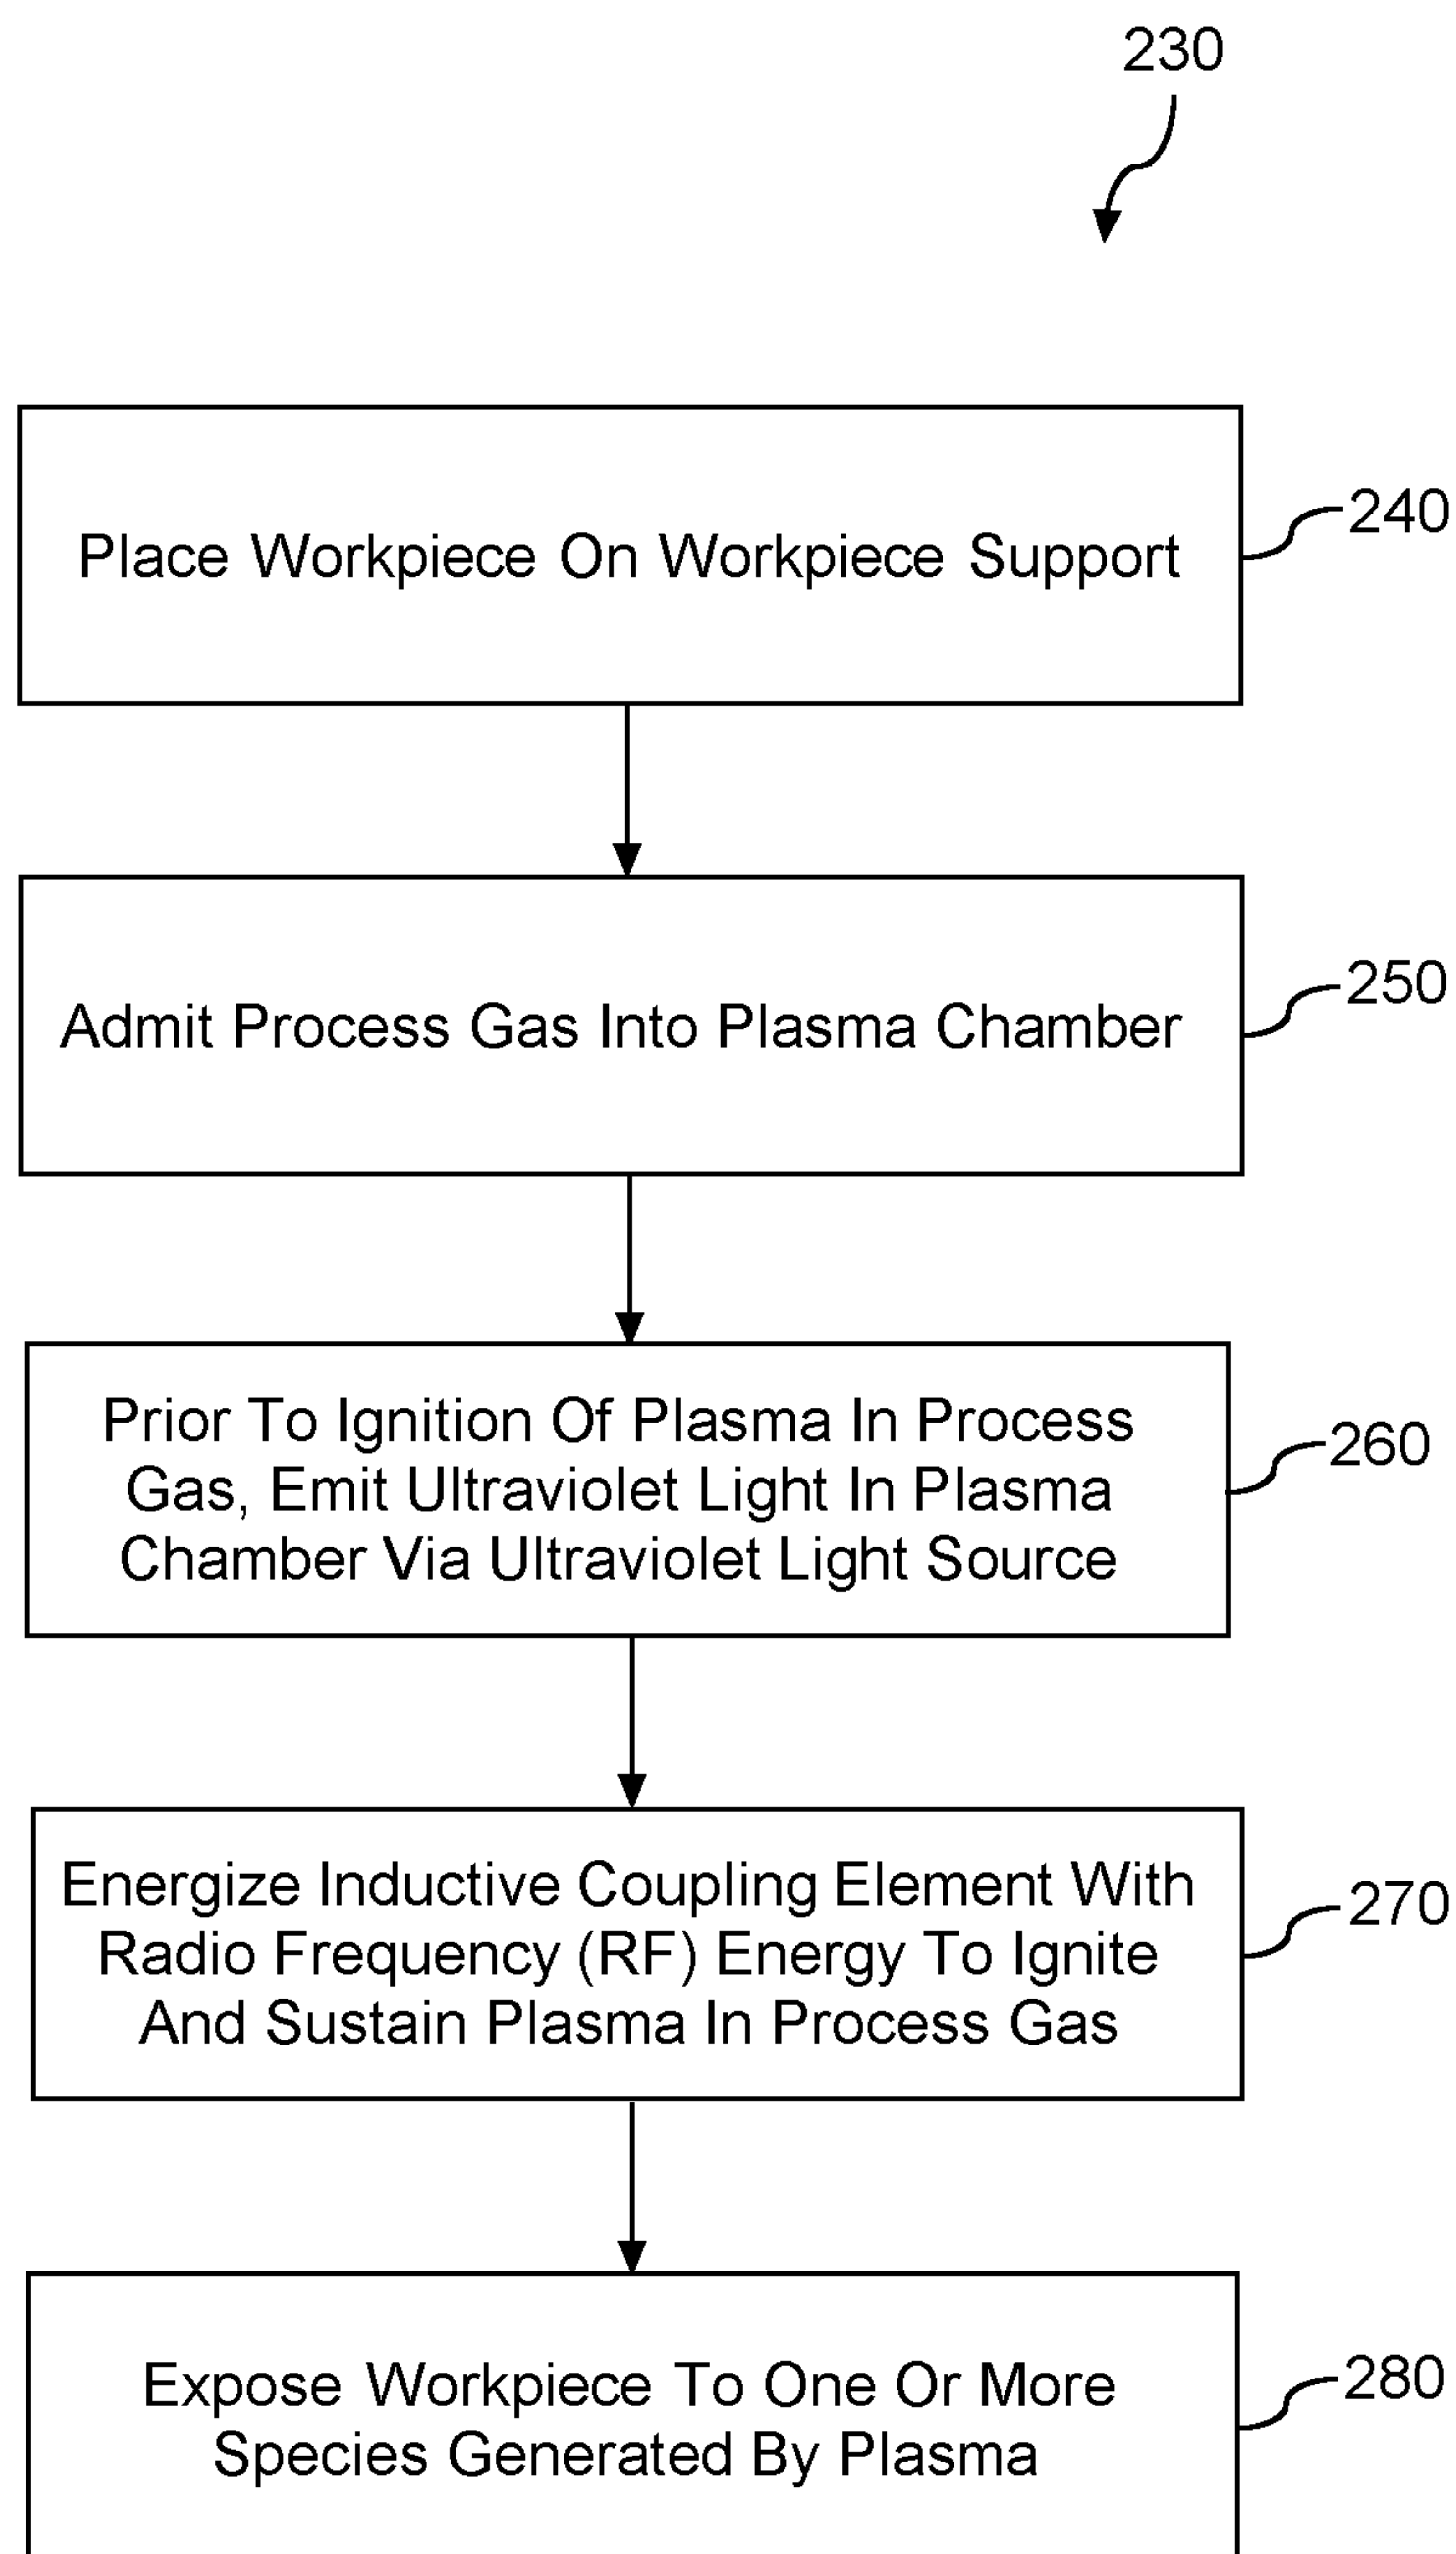 230
Place Workpiece On Workpiece Support
240
Admit Process Gas Into Plasma Chamber
250
Prior To Ignition Of Plasma In Process
Gas, Emit Ultraviolet Light In Plasma
Chamber Via Ultraviolet Light Source
260
Energize Inductive Coupling Element With
Radio Frequency (RF) Energy To Ignite
And Sustain Plasma In Process Gas
270
Expose Workpiece To One Or More
Species Generated By Plasma
280